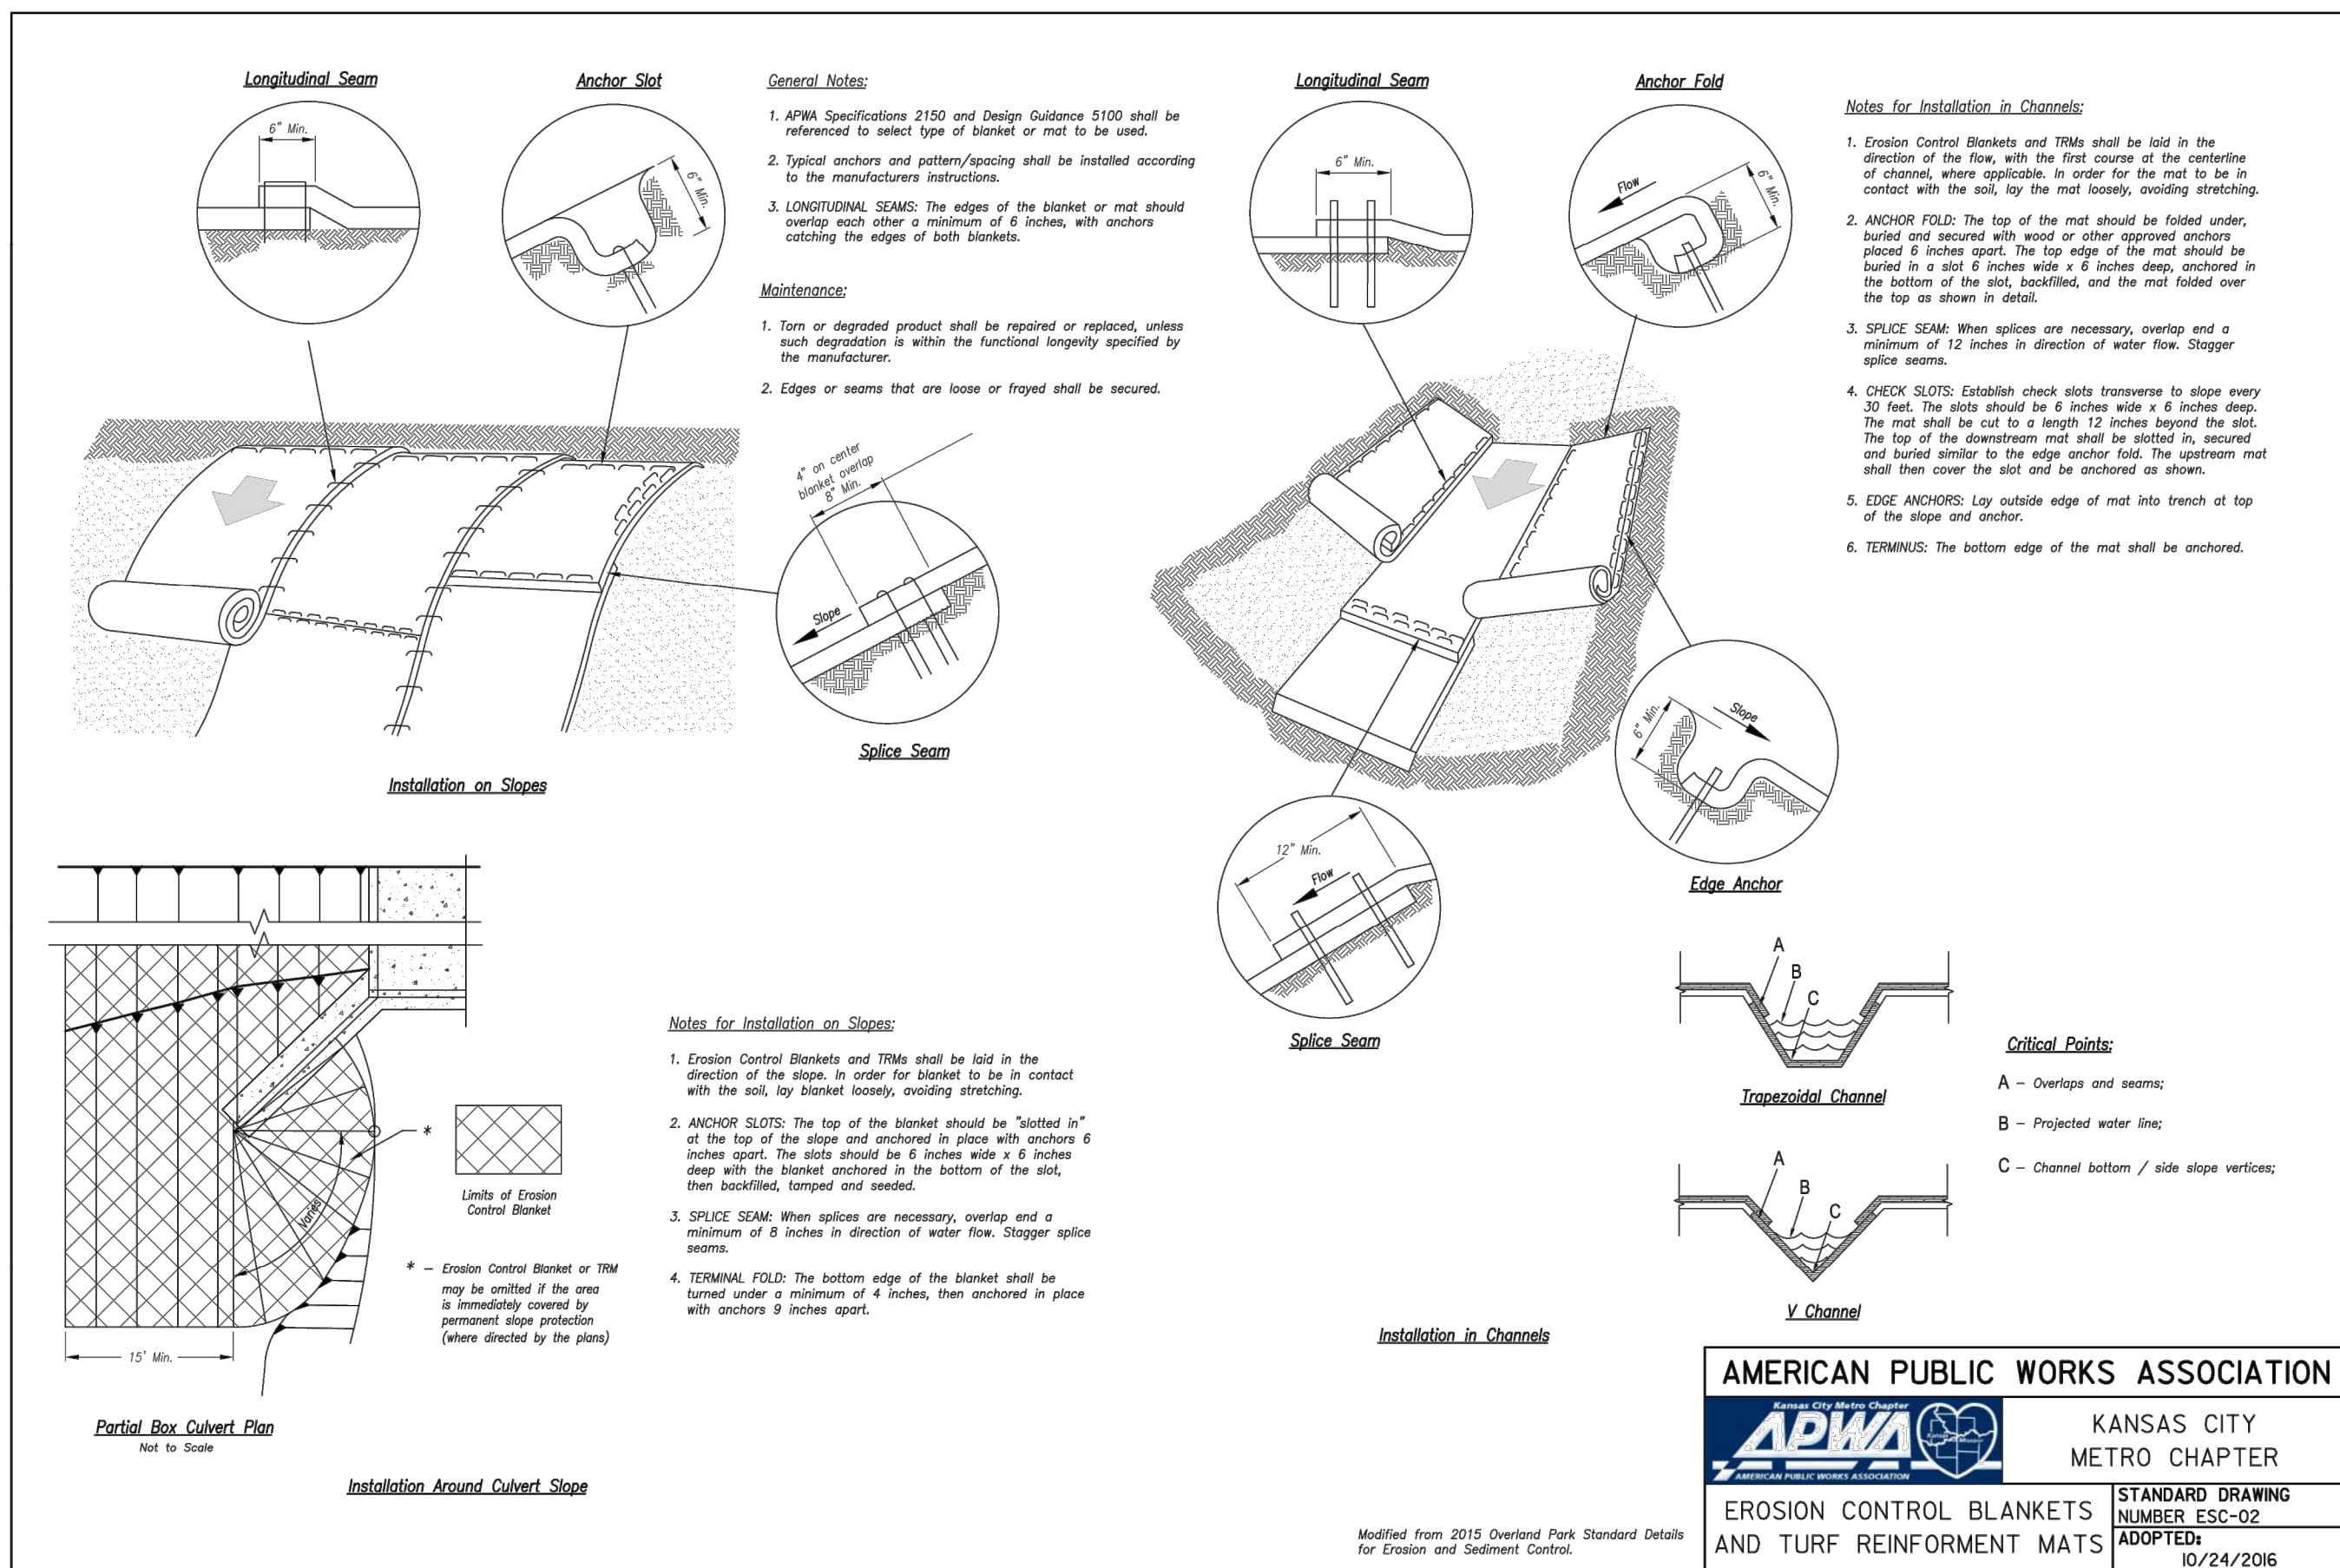 Longitudinal Seam
6" Min.
Anchor Slot
6" Min.
General Notes:
1. APWA Specifications 2150 and Design Guidance 5100 shall be
referenced to select type of blanket or mat to be used.
2. Typical anchors and pattern/spacing shall be installed according
to the manufacturers instructions.
3. LONGITUDINAL SEAMS: The edges of the blanket or mat should
overlap each other a minimum of 6 inches, with anchors
catching the edges of both blankets.
Maintenance:
1. Torn or degraded product shall be repaired or replaced, unless
such degradation is within the functional longevity specified by
the manufacturer.
2. Edges or seams that are loose or frayed shall be secured.
4" on center
blanket overlap
8" Min.
Slope
Splice Seam
Installation on Slopes
Longitudinal Seam
6" Min.
Anchor Fold
Flow
6" Min.
Notes for Installation in Channels:
1. Erosion Control Blankets and TRMs shall be laid in the
direction of the flow, with the first course at the centerline
of channel, where applicable. In order for the mat to be in
contact with the soil, lay the mat loosely, avoiding stretching.
2. ANCHOR FOLD: The top of the mat should be folded under,
buried and secured with wood or other approved anchors
placed 6 inches apart. The top edge of the mat should be
buried in a slot 6 inches wide x 6 inches deep, anchored in
the bottom of the slot, backfilled, and the mat folded over
the top as shown in detail.
3. SPLICE SEAM: When splices are necessary, overlap end a
minimum of 12 inches in direction of water flow. Stagger
splice seams.
4. CHECK SLOTS: Establish check slots transverse to slope every
30 feet. The slots should be 6 inches wide x 6 inches deep.
The mat shall be cut to a length 12 inches beyond the slot.
The top of the downstream mat shall be slotted in, secured
and buried similar to the edge anchor fold. The upstream mat
shall then cover the slot and be anchored as shown.
5. EDGE ANCHORS: Lay outside edge of mat into trench at top
of the slope and anchor.
6. TERMINUS: The bottom edge of the mat shall be anchored.
6" Min.
Slope
Edge Anchor
12" Min.
Flow
Splice Seam
Varies
*
Limits of Erosion
Control Blanket
* – Erosion Control Blanket or TRM
may be omitted if the area
is immediately covered by
permanent slope protection
(where directed by the plans)
15' Min.
Partial Box Culvert Plan
Not to Scale
Installation Around Culvert Slope
Notes for Installation on Slopes:
1. Erosion Control Blankets and TRMs shall be laid in the
direction of the slope. In order for blanket to be in contact
with the soil, lay blanket loosely, avoiding stretching.
2. ANCHOR SLOTS: The top of the blanket should be "slotted in"
at the top of the slope and anchored in place with anchors 6
inches apart. The slots should be 6 inches wide x 6 inches
deep with the blanket anchored in the bottom of the slot,
then backfilled, tamped and seeded.
3. SPLICE SEAM: When splices are necessary, overlap end a
minimum of 8 inches in direction of water flow. Stagger splice
seams.
4. TERMINAL FOLD: The bottom edge of the blanket shall be
turned under a minimum of 4 inches, then anchored in place
with anchors 9 inches apart.
A
B
C
Trapezoidal Channel
A
B
C
V Channel
Critical Points:
A – Overlaps and seams;
B – Projected water line;
C – Channel bottom / side slope vertices;
Installation in Channels
Modified from 2015 Overland Park Standard Details
for Erosion and Sediment Control.
AMERICAN PUBLIC WORKS ASSOCIATION
Kansas City Metro Chapter
APWA
AMERICAN PUBLIC WORKS ASSOCIATION
KANSAS CITY
METRO CHAPTER
EROSION CONTROL BLANKETS
AND TURF REINFORMENT MATS
STANDARD DRAWING
NUMBER ESC-02
ADOPTED:
10/24/2016